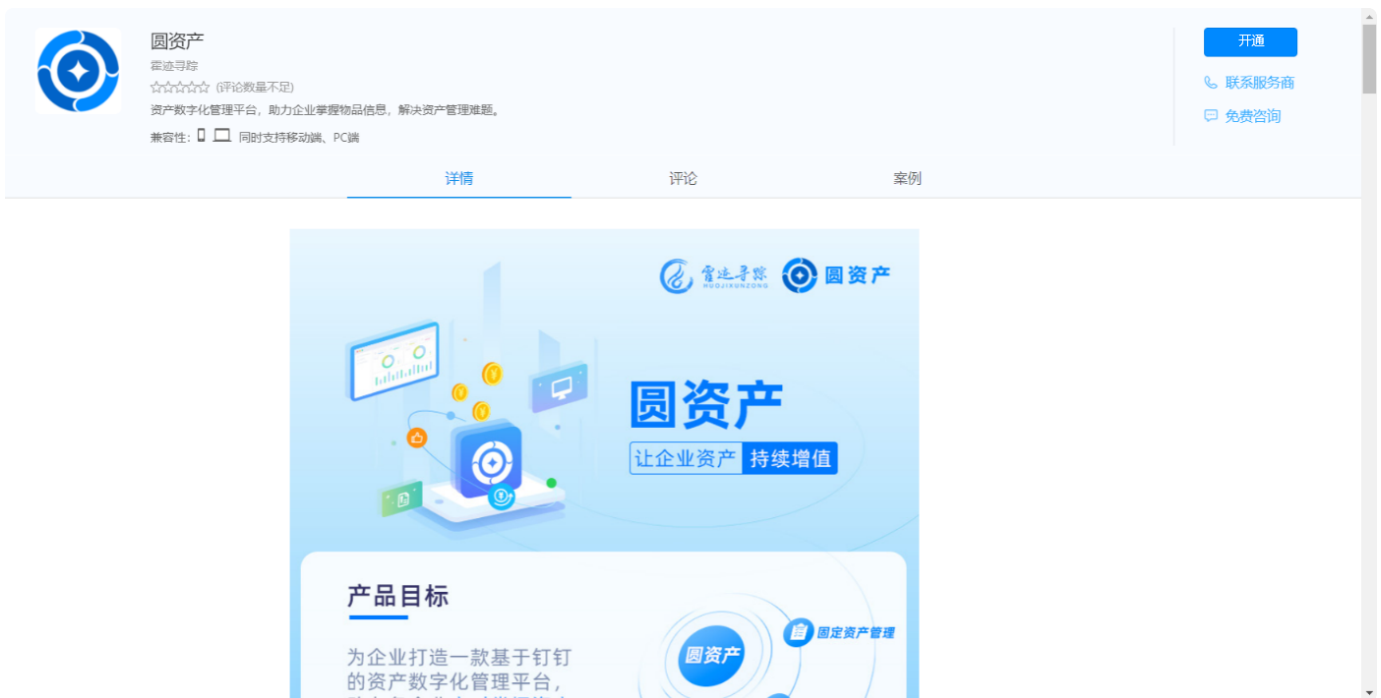 圆资产
霍迹寻踪
(评论数量不足)
资产数字化管理平台，助力企业掌握物品信息，解决资产管理难题。
兼容性： 同时支持移动端、PC端
开通
联系服务商
免费咨询
详情 评论 案例
霍迹寻踪 圆资产
HUOJIXUNZONG
圆资产
让企业资产 持续增值
产品目标
为企业打造一款基于钉钉
的资产数字化管理平台，
圆资产
固定资产管理